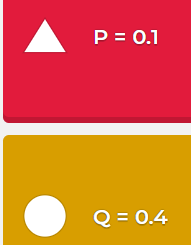 P = 0.1
Q = 0.4